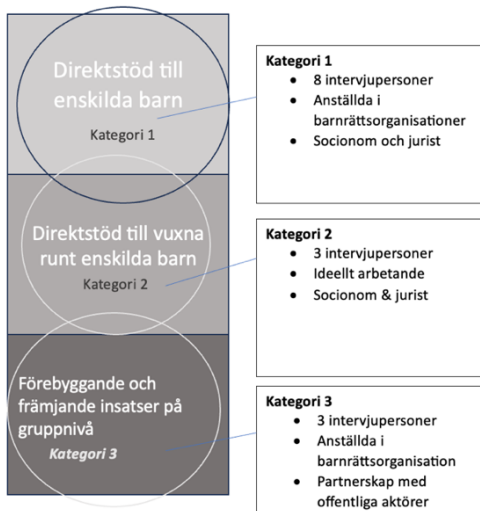 Direktstöd till
enskilda barn
Kategori 1
Direktstöd till vuxna
runt enskilda barn
Kategori 2
Förebyggande och
främjande insatser på
gruppnivå
Kategori 3
Kategori 1
• 8 intervjupersoner
• Anställda i
barnrättsorganisationer
• Socionom och jurist
Kategori 2
• 3 intervjupersoner
• Ideellt arbetande
• Socionom & jurist
Kategori 3
• 3 intervjupersoner
• Anställda i
barnrättsorganisation
• Partnerskap med
offentliga aktörer